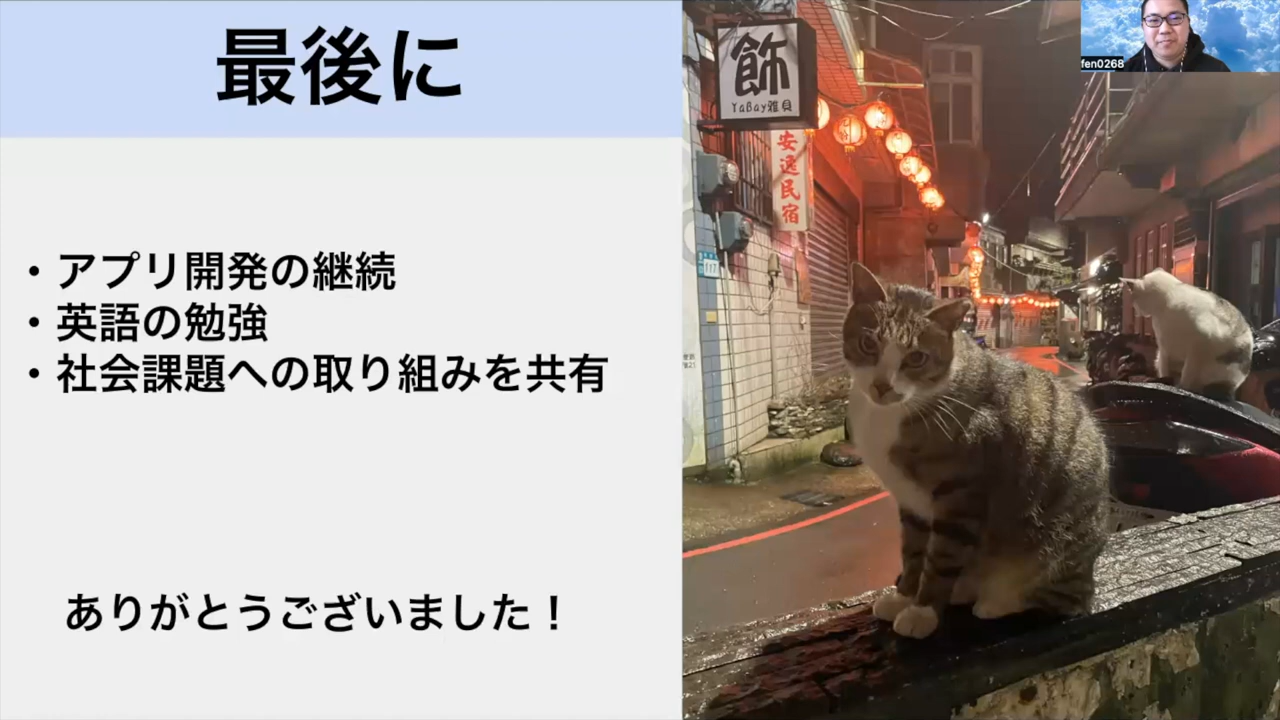 最後に
・アプリ開発の継続
・英語の勉強
・社会課題への取り組みを共有
ありがとうございました！
飾
YaBay雅貝
安逸民宿
fen0268